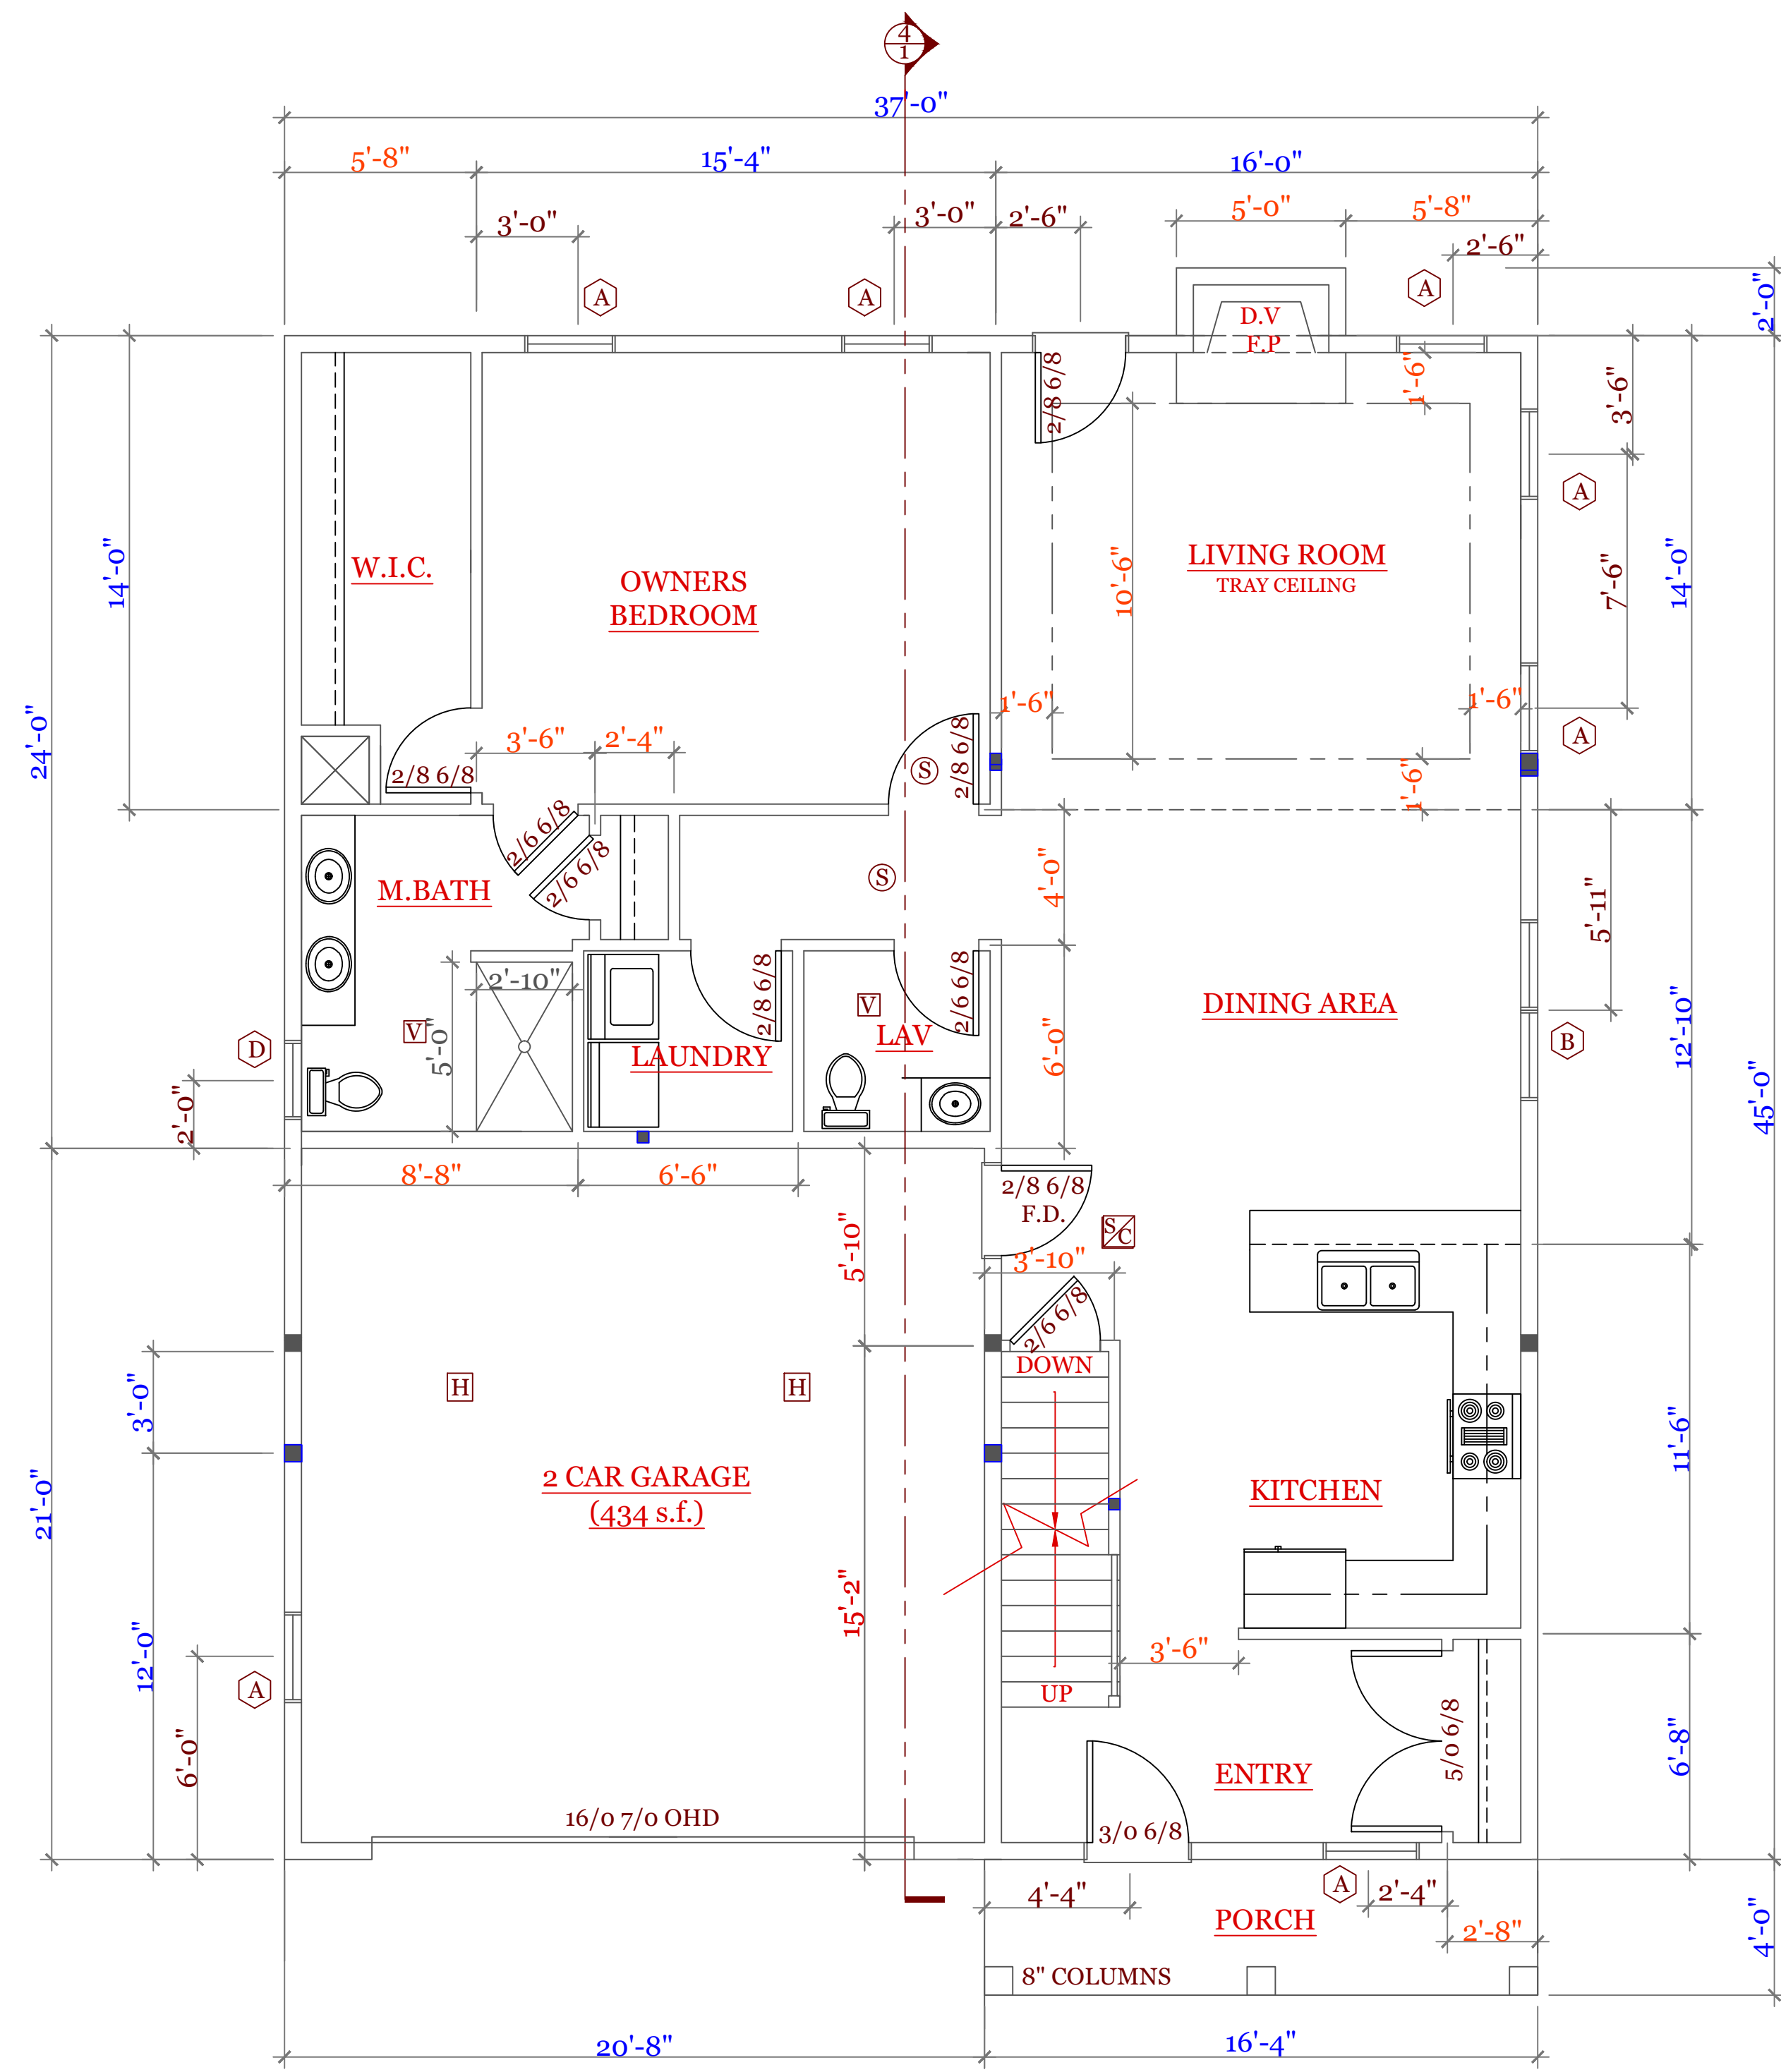 4
1
37'-0"
5'-8"
15'-4"
16'-0"
3'-0"
3'-0"
2'-6"
5'-0"
5'-8"
2'-6"
A
A
A
2'-0"
D.V
F.P
2/8 6/8
1'-6"
3'-6"
A
W.I.C.
OWNERS
BEDROOM
LIVING ROOM
TRAY CEILING
14'-0"
10'-6"
7'-6"
14'-0"
24'-0"
1'-6"
1'-6"
A
3'-6"
2'-4"
2/8 6/8
S
2/8 6/8
1'-6"
2/6 6/8
2/6 6/8
M.BATH
S
4'-0"
5'-11"
2'-10"
2/8 6/8
2/6 6/8
DINING AREA
V
V
5'-0"
LAUNDRY
LAV
6'-0"
D
B
12'-10"
45'-0"
2'-0"
8'-8"
6'-6"
2/8 6/8
F.D.
S/C
5'-10"
3'-10"
2/6 6/8
DOWN
H
H
3'-0"
11'-6"
2 CAR GARAGE
(434 s.f.)
KITCHEN
21'-0"
15'-2"
12'-0"
3'-6"
A
UP
6'-0"
5/0 6/8
6'-8"
ENTRY
16/0 7/0 OHD
3/0 6/8
4'-4"
A
2'-4"
PORCH
2'-8"
4'-0"
8" COLUMNS
20'-8"
16'-4"